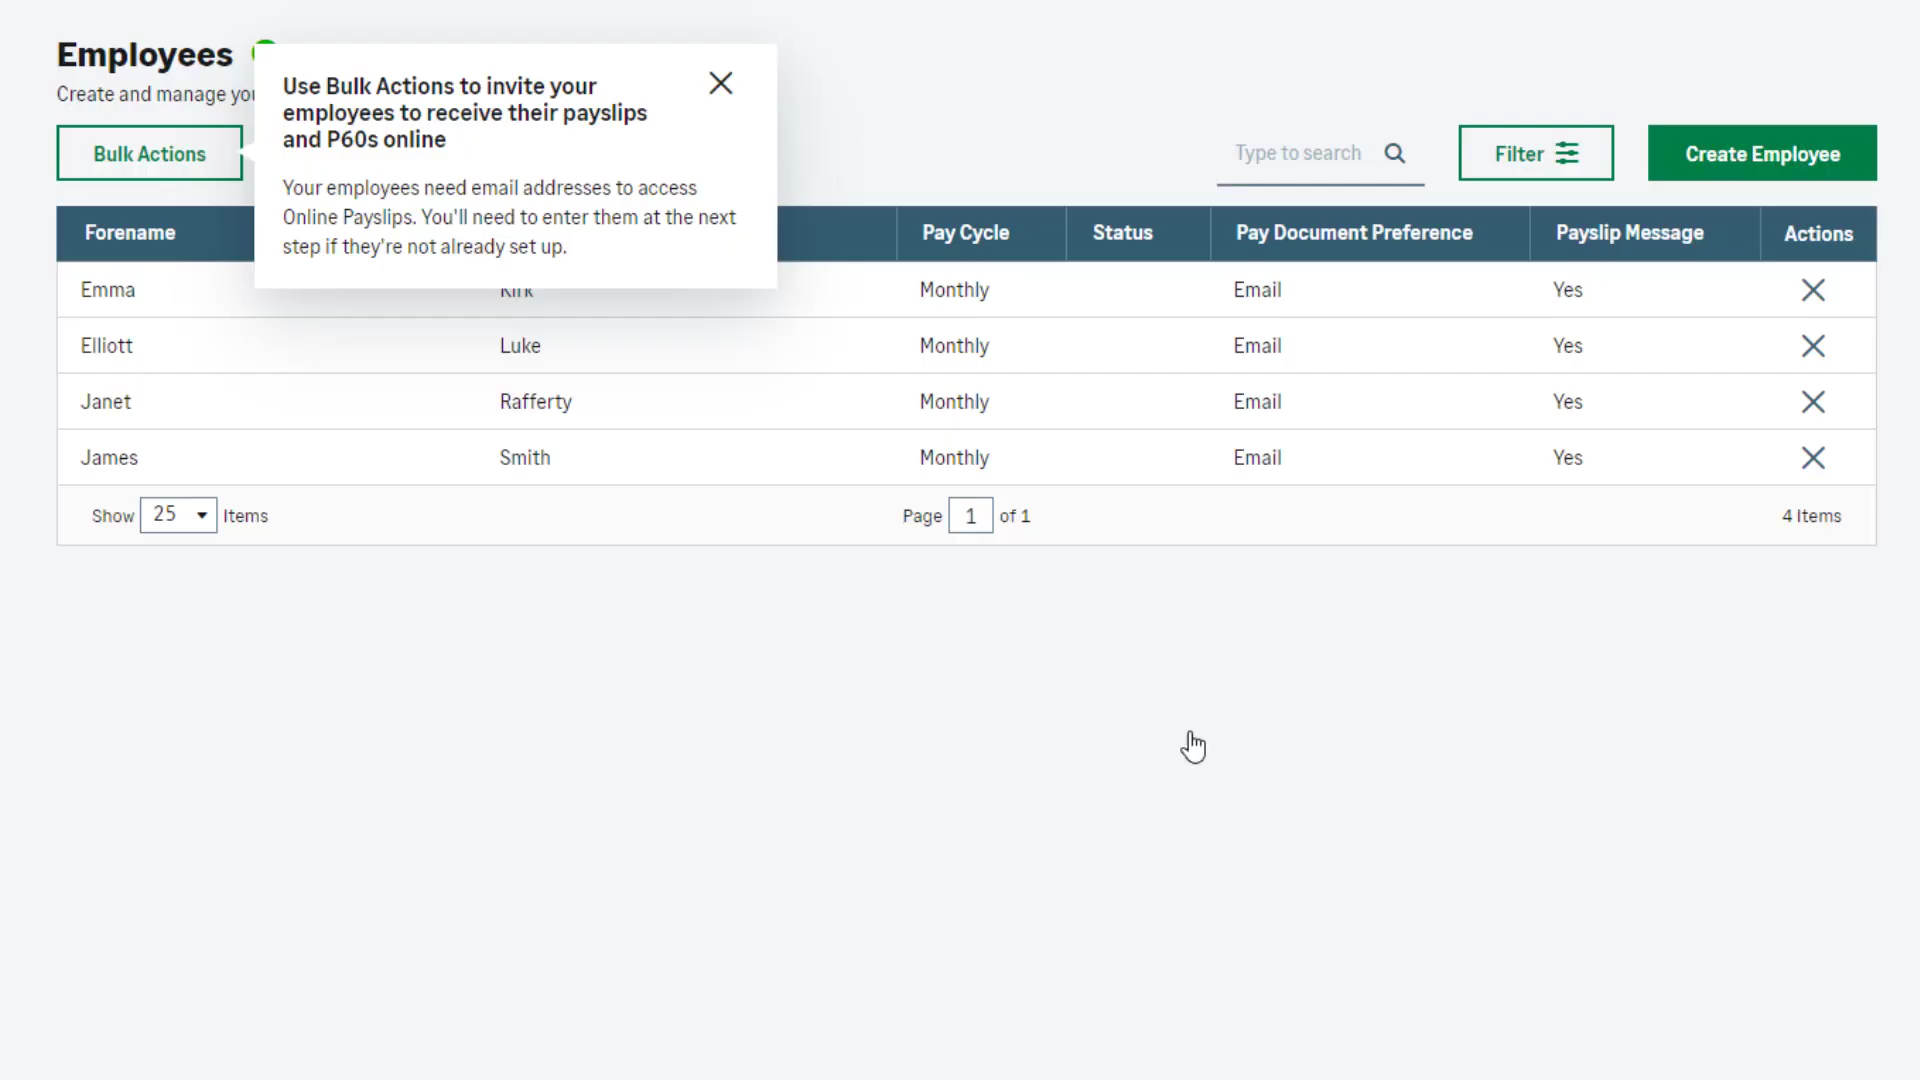 Employees
Create and manage
Use Bulk Actions to invite your
employees to receive their payslips
and P60s online
Your employees need email addresses to access
Online Payslips. You'll need to enter them at the next
step if they're not already set up.
Bulk Actions
Type to search
Filter
Create Employee
Forename Pay Cycle Status Pay Document Preference Payslip Message Actions
Emma Kirk Monthly Email Yes
Elliott Luke Monthly Email Yes
Janet Rafferty Monthly Email Yes
James Smith Monthly Email Yes
Show 25 Items Page 1 of 1 4 Items